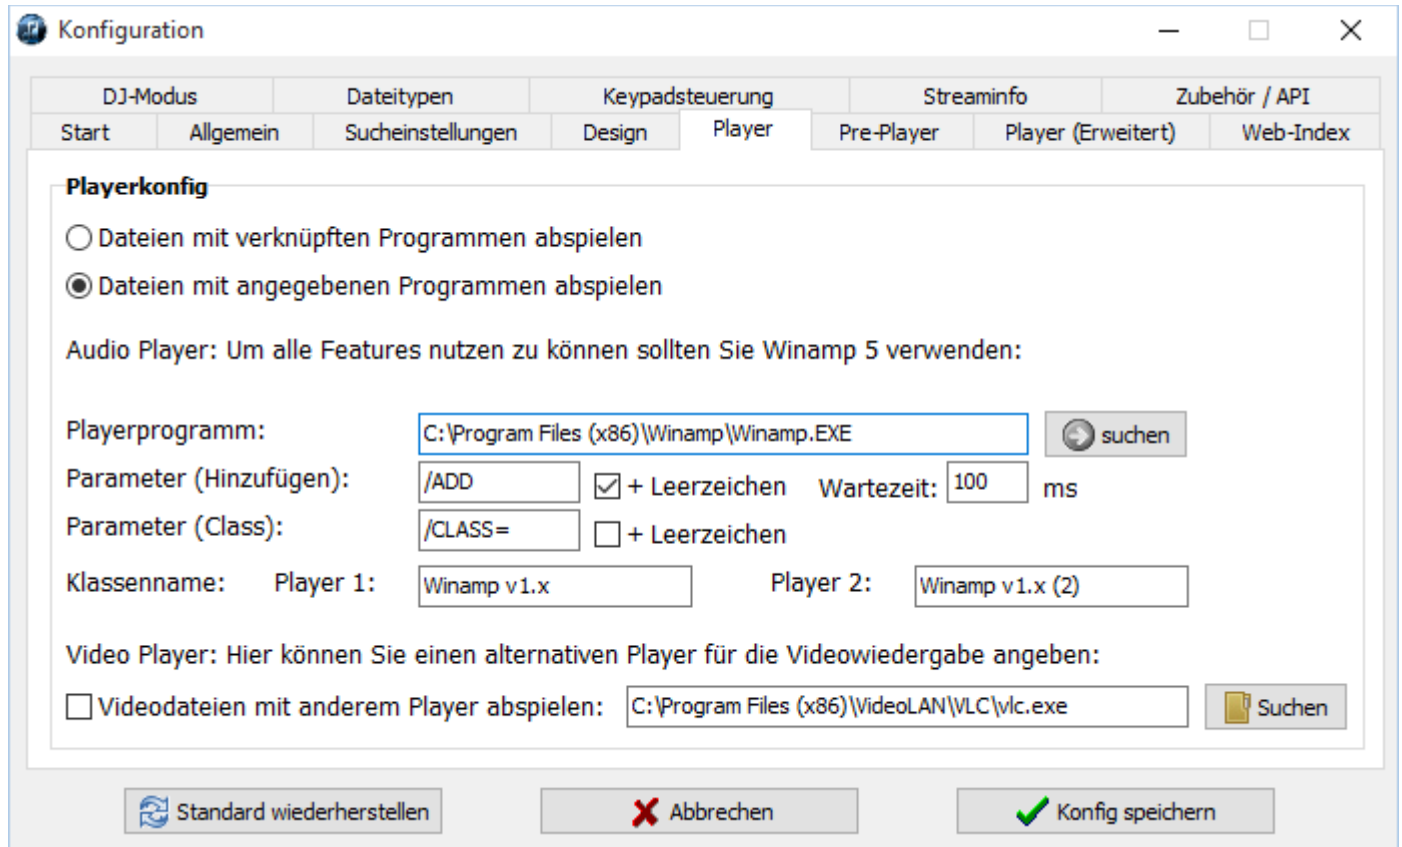 Konfiguration
DJ-Modus Dateitypen Keypadsteuerung Streaminfo Zubehör / API
Start Allgemein Sucheinstellungen Design Player Pre-Player Player (Erweitert) Web-Index
Playerkonfig
Dateien mit verknüpften Programmen abspielen
Dateien mit angegebenen Programmen abspielen
Audio Player: Um alle Features nutzen zu können sollten Sie Winamp 5 verwenden:
Playerprogramm: C:\Program Files (x86)\Winamp\Winamp.EXE suchen
Parameter (Hinzufügen): /ADD + Leerzeichen Wartezeit: 100 ms
Parameter (Class): /CLASS= + Leerzeichen
Klassenname: Player 1: Winamp v1.x Player 2: Winamp v1.x (2)
Video Player: Hier können Sie einen alternativen Player für die Videowiedergabe angeben:
Videodateien mit anderem Player abspielen: C:\Program Files (x86)\VideoLAN\VLC\vlc.exe Suchen
Standard wiederherstellen Abbrechen Konfig speichern